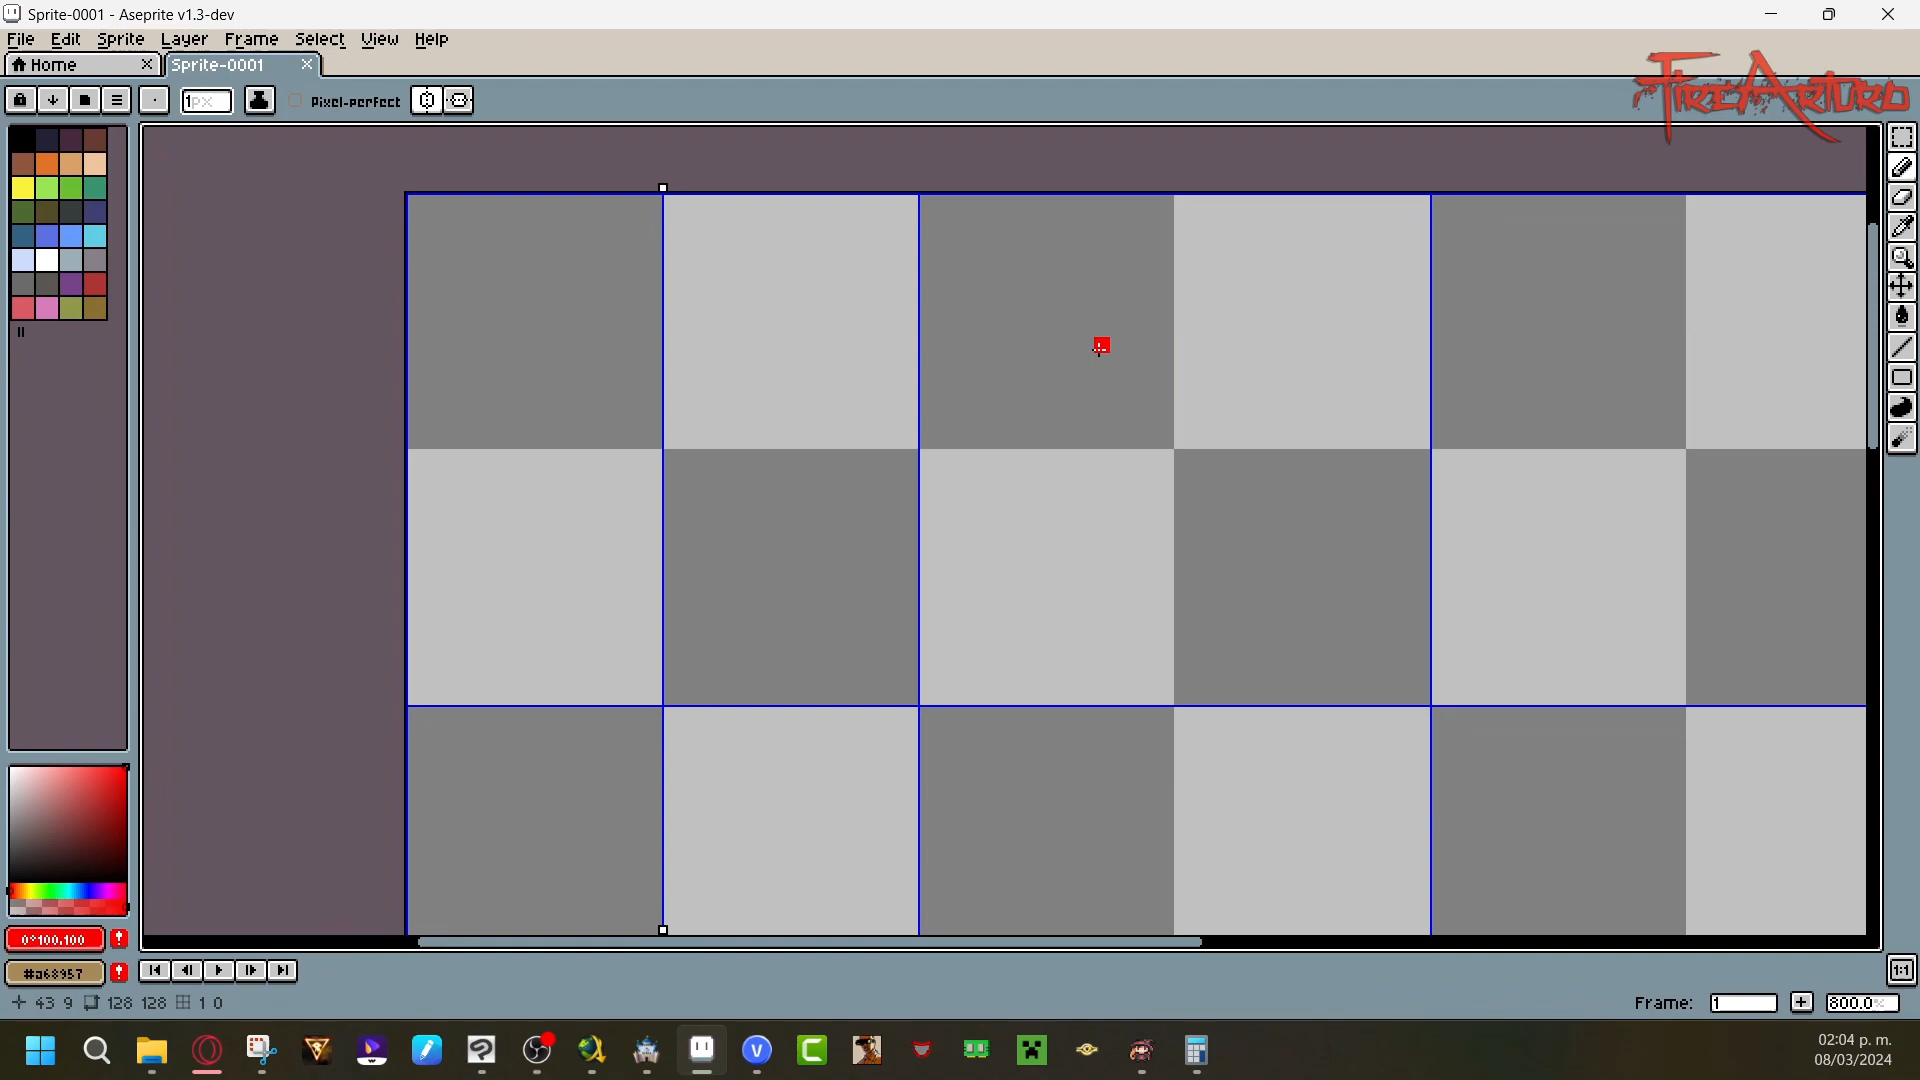 Sprite-0001 - Aseprite v1.3-dev
File Edit Sprite Layer Frame Select View Help
Home Sprite-0001
FireArturo
1px Pixel-perfect
0°100,100
#a68957
43 9 128 128 1 0
Frame: 1 800.0%
1:1
02:04 p. m.
08/03/2024